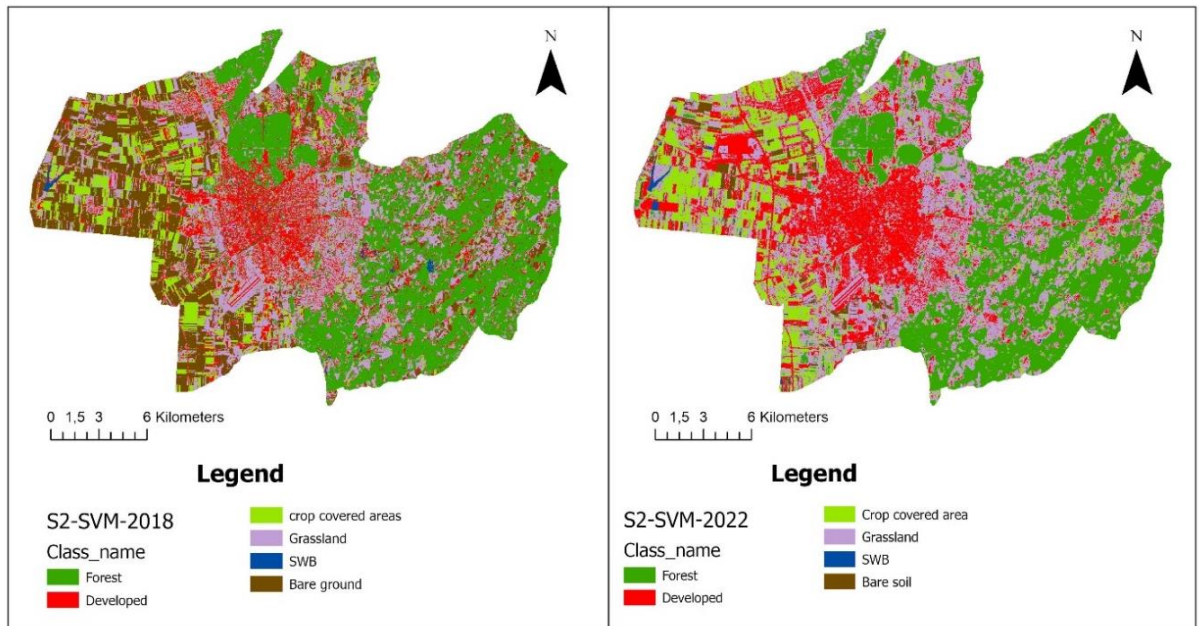 N
0 1,5 3 6 Kilometers
Legend
S2-SVM-2018
Class_name
Forest
Developed
crop covered areas
Grassland
SWB
Bare ground
N
0 1,5 3 6 Kilometers
Legend
S2-SVM-2022
Class_name
Forest
Developed
Crop covered area
Grassland
SWB
Bare soil